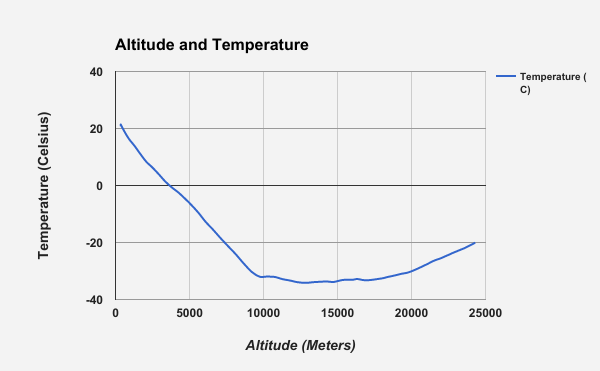 Altitude and Temperature
Temperature (
C)
Temperature (Celsius)
40
20
0
-20
-40
0
5000
10000
15000
20000
25000
Altitude (Meters)